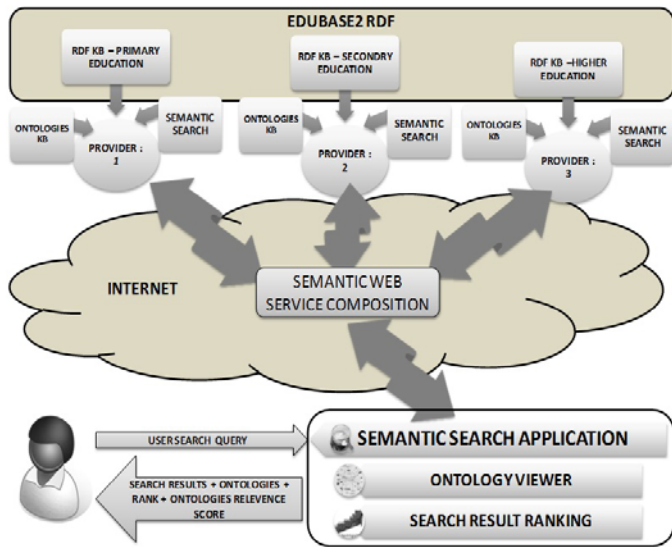 EDUBASE2 RDF
RDF KB – PRIMARY
EDUCATION
RDF KB – SECONDRY
EDUCATION
RDF KB –HIGHER
EDUCATION
ONTOLOGIES
KB
PROVIDER :
1
SEMANTIC
SEARCH
ONTOLOGIES
KB
PROVIDER :
2
SEMANTIC
SEARCH
ONTOLOGIES
KB
PROVIDER :
3
SEMANTIC
SEARCH
INTERNET
SEMANTIC WEB
SERVICE COMPOSITION
USER SEARCH QUERY
SEARCH RESULTS + ONTOLOGIES +
RANK + ONTOLOGIES RELEVENCE
SCORE
SEMANTIC SEARCH APPLICATION
ONTOLOGY VIEWER
SEARCH RESULT RANKING